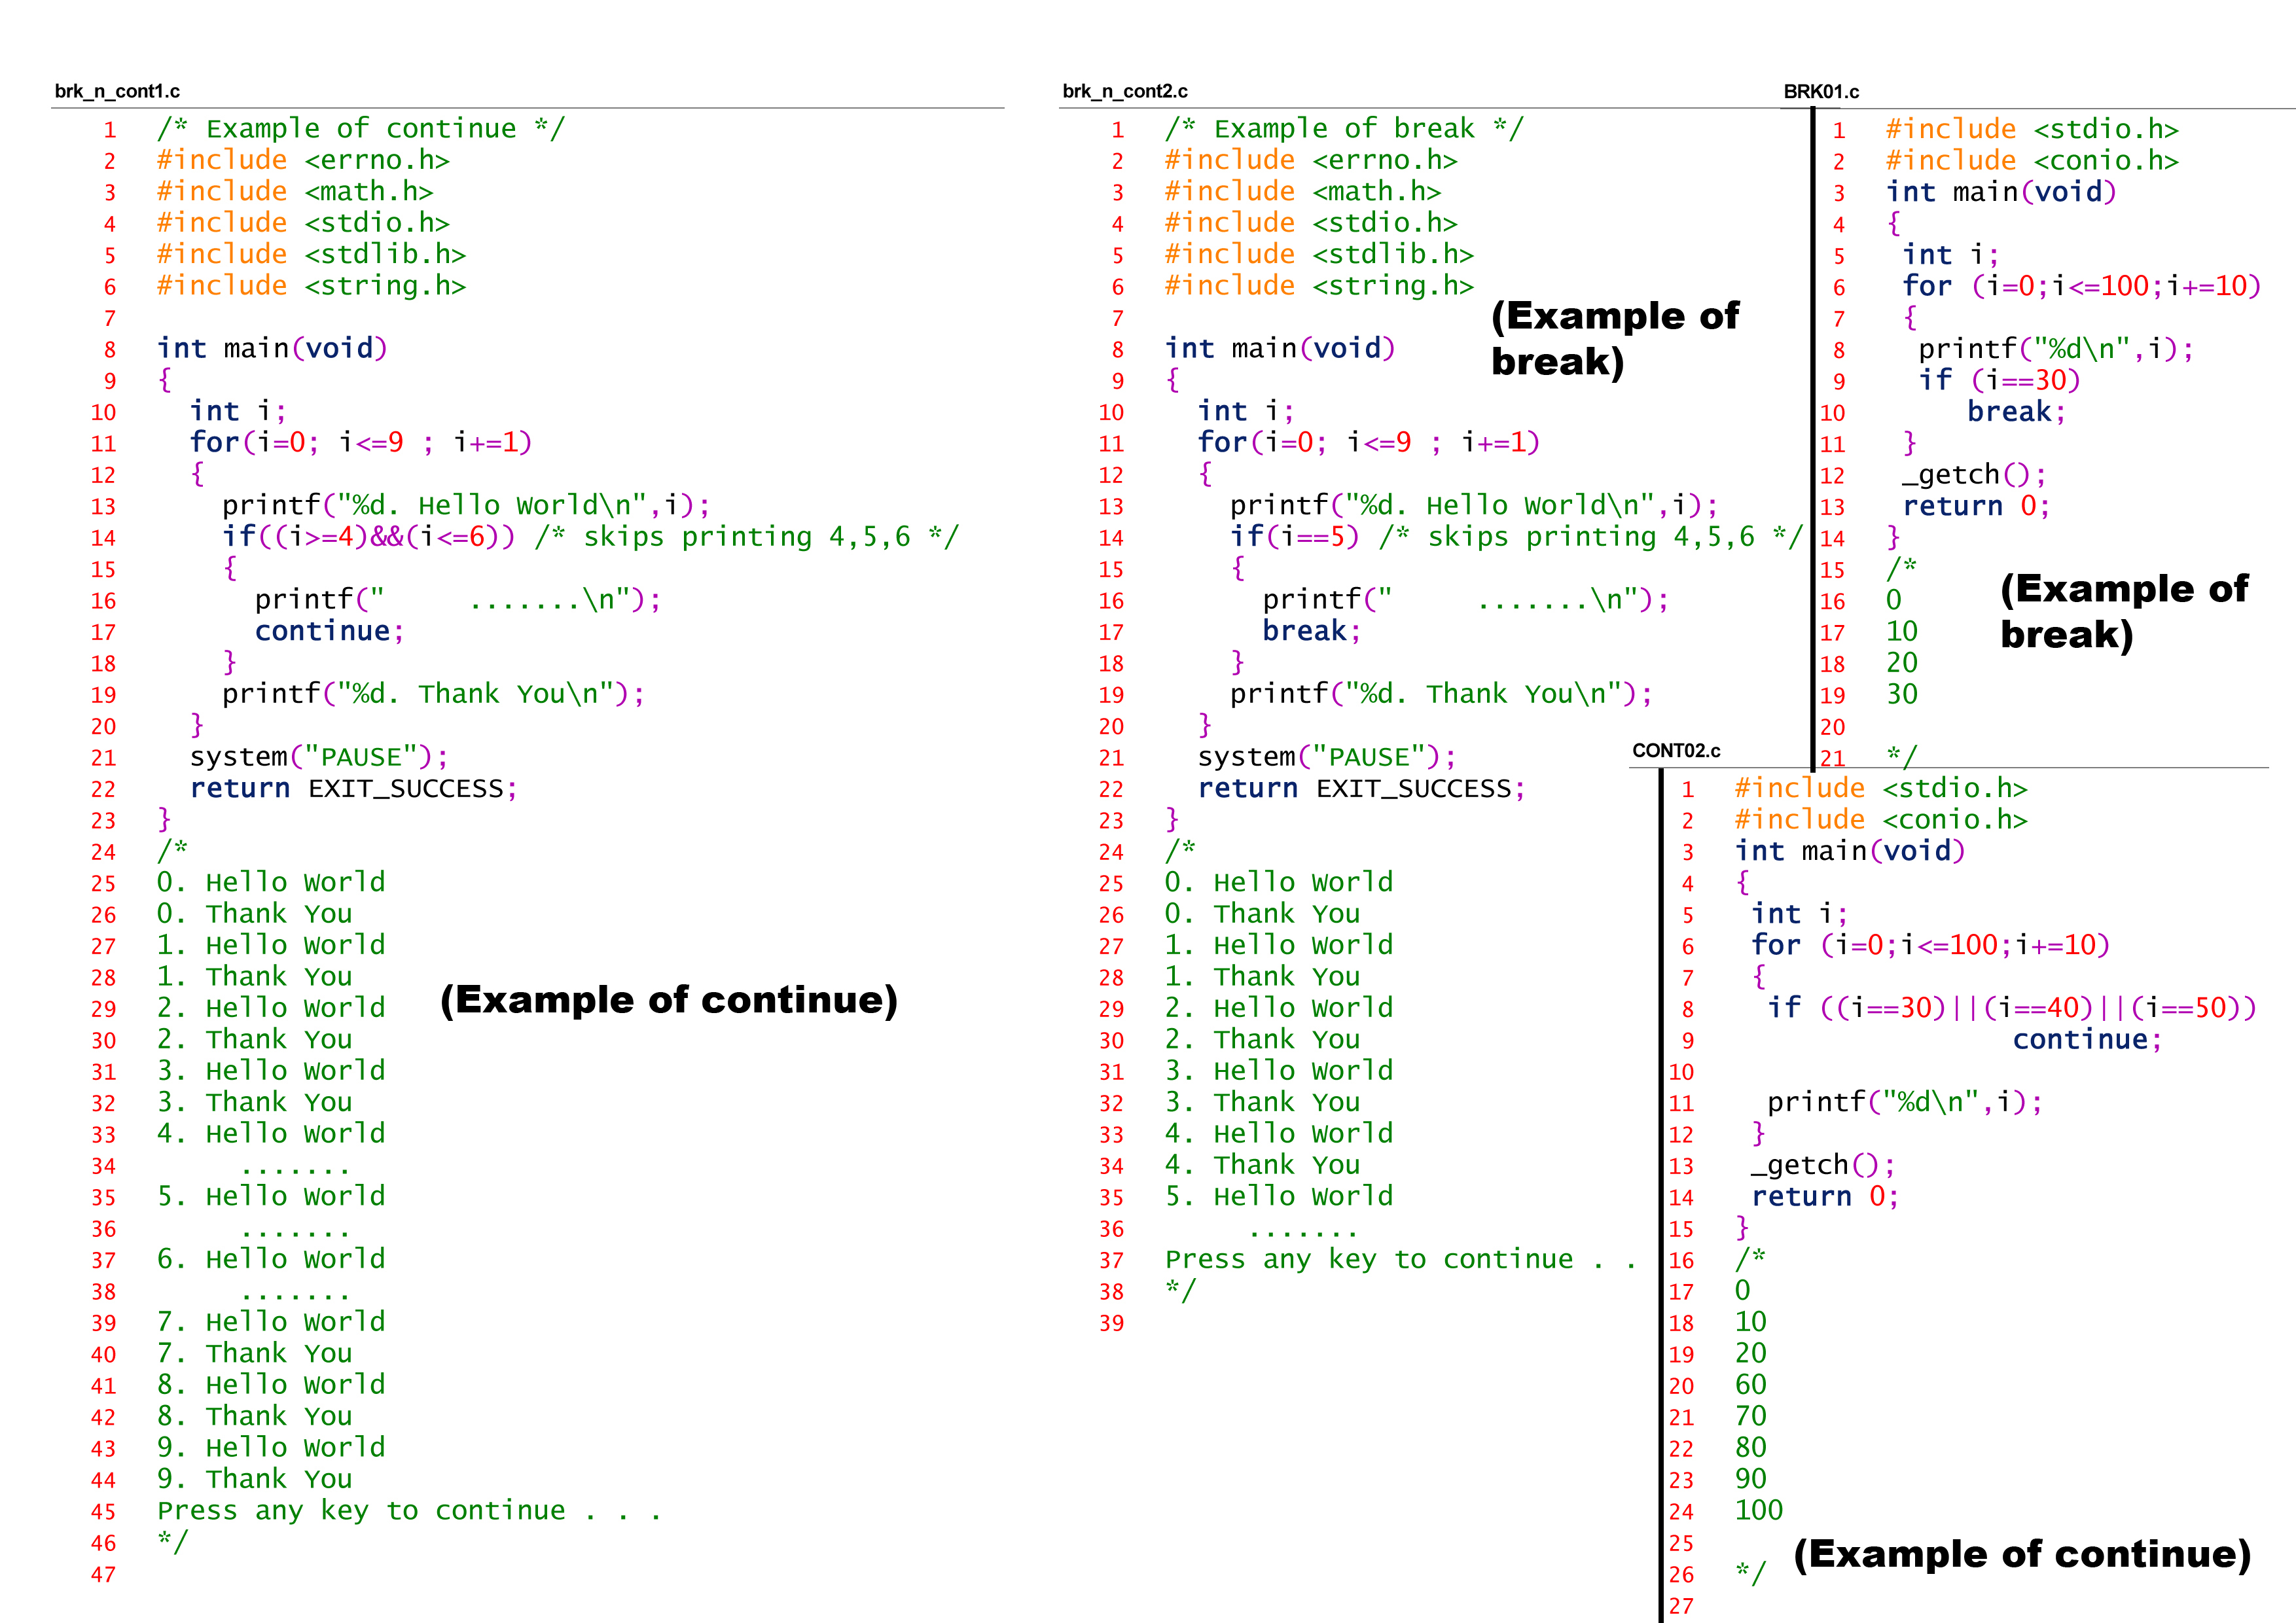 brk_n_cont1.c
1 /* Example of continue */
2 #include <errno.h>
3 #include <math.h>
4 #include <stdio.h>
5 #include <stdlib.h>
6 #include <string.h>
7
8 int main(void)
9 {
10   int i;
11   for(i=0; i<=9 ; i+=1)
12   {
13     printf("%d. Hello World\n",i);
14     if((i>=4)&&(i<=6)) /* skips printing 4,5,6 */
15     {
16       printf("     .......\n");
17       continue;
18     }
19     printf("%d. Thank You\n");
20   }
21   system("PAUSE");
22   return EXIT_SUCCESS;
23 }
24 /*
25 0. Hello World
26 0. Thank You
27 1. Hello World
28 1. Thank You
29 2. Hello World
30 2. Thank You
31 3. Hello World
32 3. Thank You
33 4. Hello World
34      .......
35 5. Hello World
36      .......
37 6. Hello World
38      .......
39 7. Hello World
40 7. Thank You
41 8. Hello World
42 8. Thank You
43 9. Hello World
44 9. Thank You
45 Press any key to continue . . .
46 */
47
(Example of continue)
brk_n_cont2.c
1 /* Example of break */
2 #include <errno.h>
3 #include <math.h>
4 #include <stdio.h>
5 #include <stdlib.h>
6 #include <string.h>
7
8 int main(void)
9 {
10   int i;
11   for(i=0; i<=9 ; i+=1)
12   {
13     printf("%d. Hello World\n",i);
14     if(i==5) /* skips printing 4,5,6 */
15     {
16       printf("     .......\n");
17       break;
18     }
19     printf("%d. Thank You\n");
20   }
21   system("PAUSE");
22   return EXIT_SUCCESS;
23 }
24 /*
25 0. Hello World
26 0. Thank You
27 1. Hello World
28 1. Thank You
29 2. Hello World
30 2. Thank You
31 3. Hello World
32 3. Thank You
33 4. Hello World
34 4. Thank You
35 5. Hello World
36      .......
37 Press any key to continue . .
38 */
39
(Example of
break)
BRK01.c
1 #include <stdio.h>
2 #include <conio.h>
3 int main(void)
4 {
5  int i;
6  for (i=0;i<=100;i+=10)
7  {
8   printf("%d\n",i);
9   if (i==30)
10      break;
11  }
12  _getch();
13  return 0;
14 }
15 /*
16 0
17 10
18 20
19 30
20
21 */
(Example of
break)
CONT02.c
1 #include <stdio.h>
2 #include <conio.h>
3 int main(void)
4 {
5  int i;
6  for (i=0;i<=100;i+=10)
7  {
8   if ((i==30)||(i==40)||(i==50))
9                  continue;
10
11   printf("%d\n",i);
12  }
13  _getch();
14  return 0;
15 }
16 /*
17 0
18 10
19 20
20 60
21 70
22 80
23 90
24 100
25
26 */
27
(Example of continue)